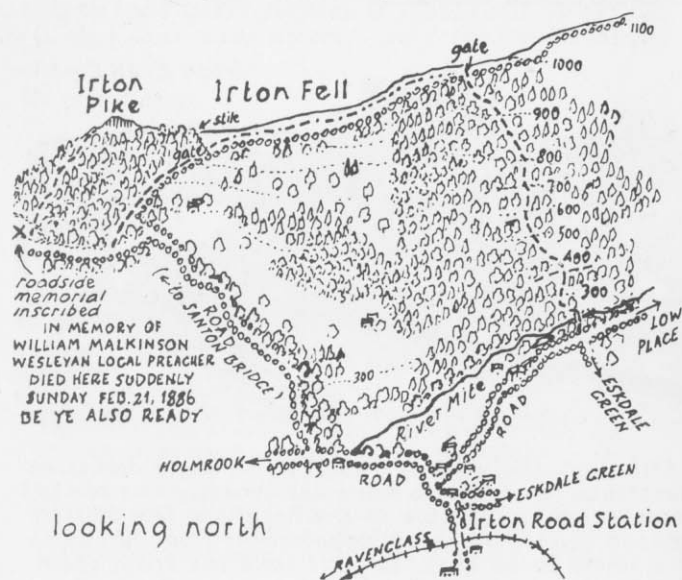 1100
gate
1000
Irton
Pike
Irton Fell
stile
900
gate
800
700
600
500
400
300
roadside
memorial
inscribed
IN MEMORY OF
WILLIAM MALKINSON
WESLEYAN LOCAL PREACHER
DIED HERE SUDDENLY
SUNDAY FEB. 21, 1886
BE YE ALSO READY
ROAD
(← to SANTON BRIDGE)
300
River Mite
ROAD
LOW
PLACE
ESKDALE
GREEN
HOLMROOK
ROAD
ESKDALE GREEN
Irton Road Station
looking north
RAVENGLASS